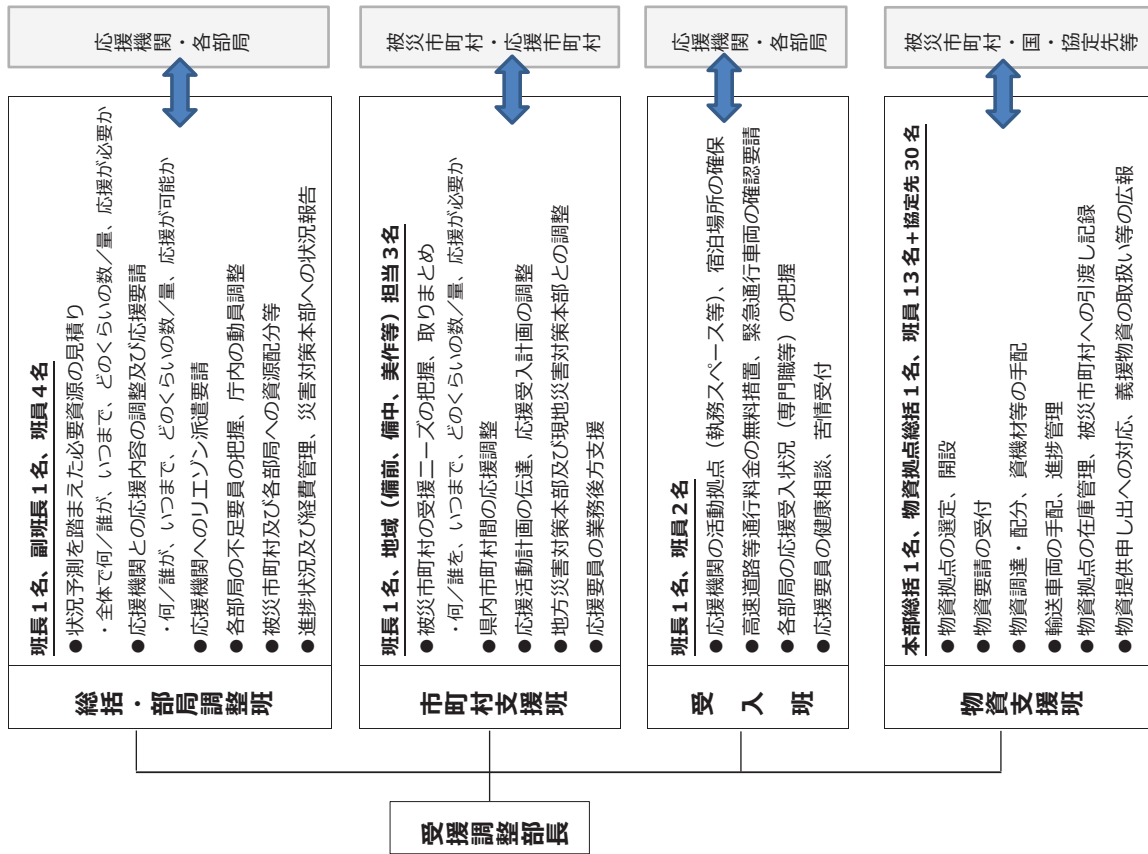 受援調整部長
総括・部局調整班
班長1名、副班長1名、班員4名
●状況予測を踏まえた必要資源の見積り
・全体で何/誰が、いつまで、どのくらいの数/量、応援が必要か
●応援機関との応援内容の調整及び応援要請
・何/誰が、いつまで、どのくらいの数/量、応援が可能か
●応援機関へのリエゾン派遣要請
●各部局の不足要員の把握、庁内の動員調整
●被災市町村及び各部局への資源配分等
●進捗状況及び経費管理、災害対策本部への状況報告
応援機関・各部局
市町村支援班
班長1名、地域(備前、備中、美作等)担当3名
●被災市町村の受援ニーズの把握、取りまとめ
・何/誰を、いつまで、どのくらいの数/量、応援が必要か
●県内市町村間の応援調整
●応援活動計画の伝達、応援受入計画の調整
●地方災害対策本部及び現地災害対策本部との調整
●応援要員の業務後方支援
被災市町村・応援市町村
受入班
班長1名、班員2名
●応援機関の活動拠点(執務スペース等)、宿泊場所の確保
●高速道路等通行料金の無料措置、緊急通行車両の確認要請
●各部局の応援受入状況(専門職等)の把握
●応援要員の健康相談、苦情受付
応援機関・各部局
物資支援班
本部総括1名、物資拠点総括1名、班員13名+協定先30名
●物資拠点の選定、開設
●物資要請の受付
●物資調達・配分、資機材等の手配
●輸送車両の手配、進捗管理
●物資拠点の在庫管理、被災市町村への引渡し記録
●物資提供申し出への対応、義援物資の取扱い等の広報
被災市町村・国・協定先等